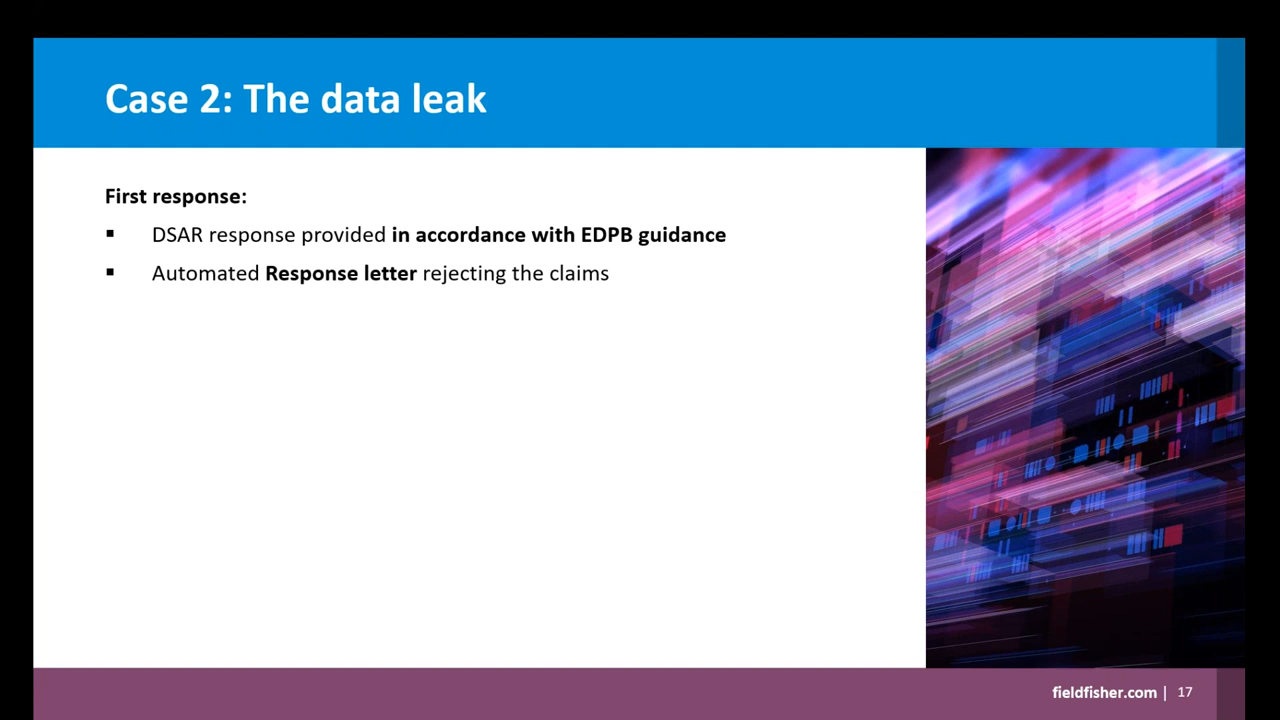 Case 2: The data leak
First response:
▪ DSAR response provided in accordance with EDPB guidance
▪ Automated Response letter rejecting the claims
fieldfisher.com | 17